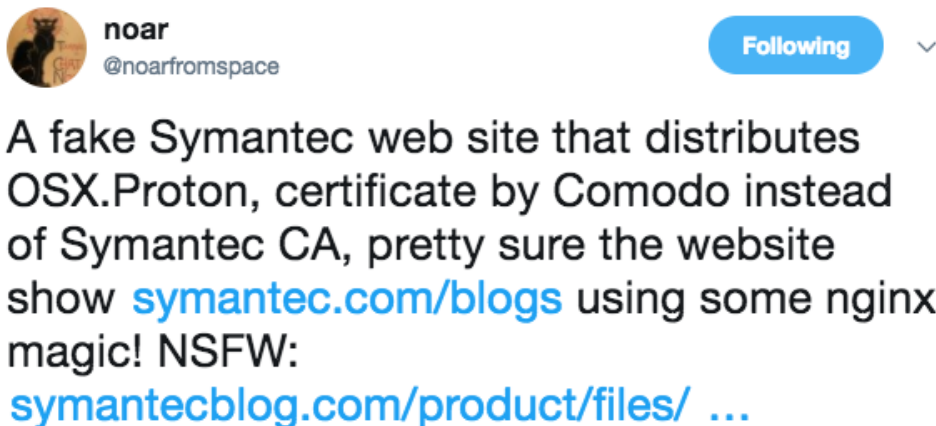 noar
@noarfromspace
Following
A fake Symantec web site that distributes
OSX.Proton, certificate by Comodo instead
of Symantec CA, pretty sure the website
show symantec.com/blogs using some nginx
magic! NSFW:
symantecblog.com/product/files/ ...